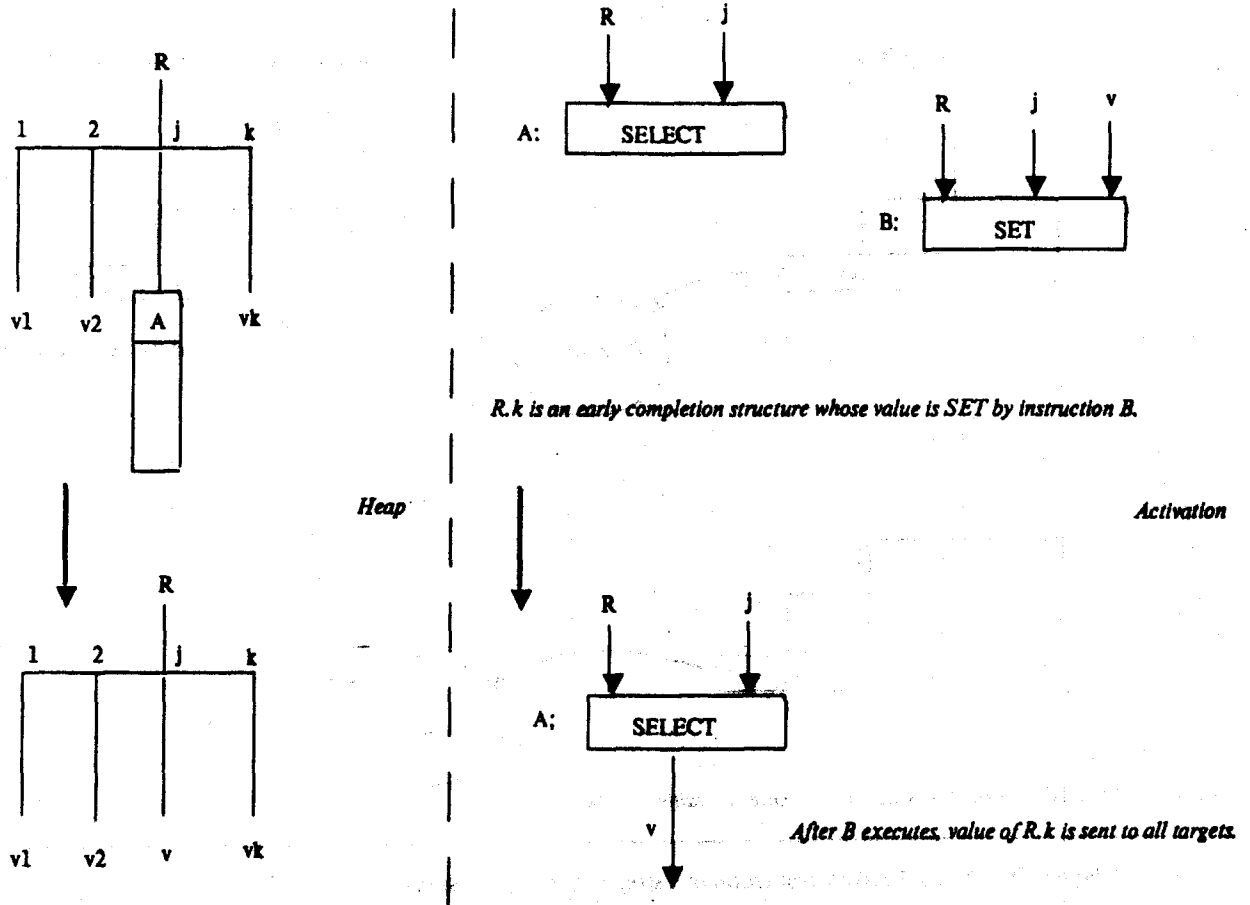 R
1 2 j k
v1 v2 A vk
R j
A: SELECT
R j v
B: SET
R.k is an early completion structure whose value is SET by instruction B.
Heap
Activation
R
1 2 j k
v1 v2 v vk
R j
A: SELECT
v
After B executes, value of R.k is sent to all targets.